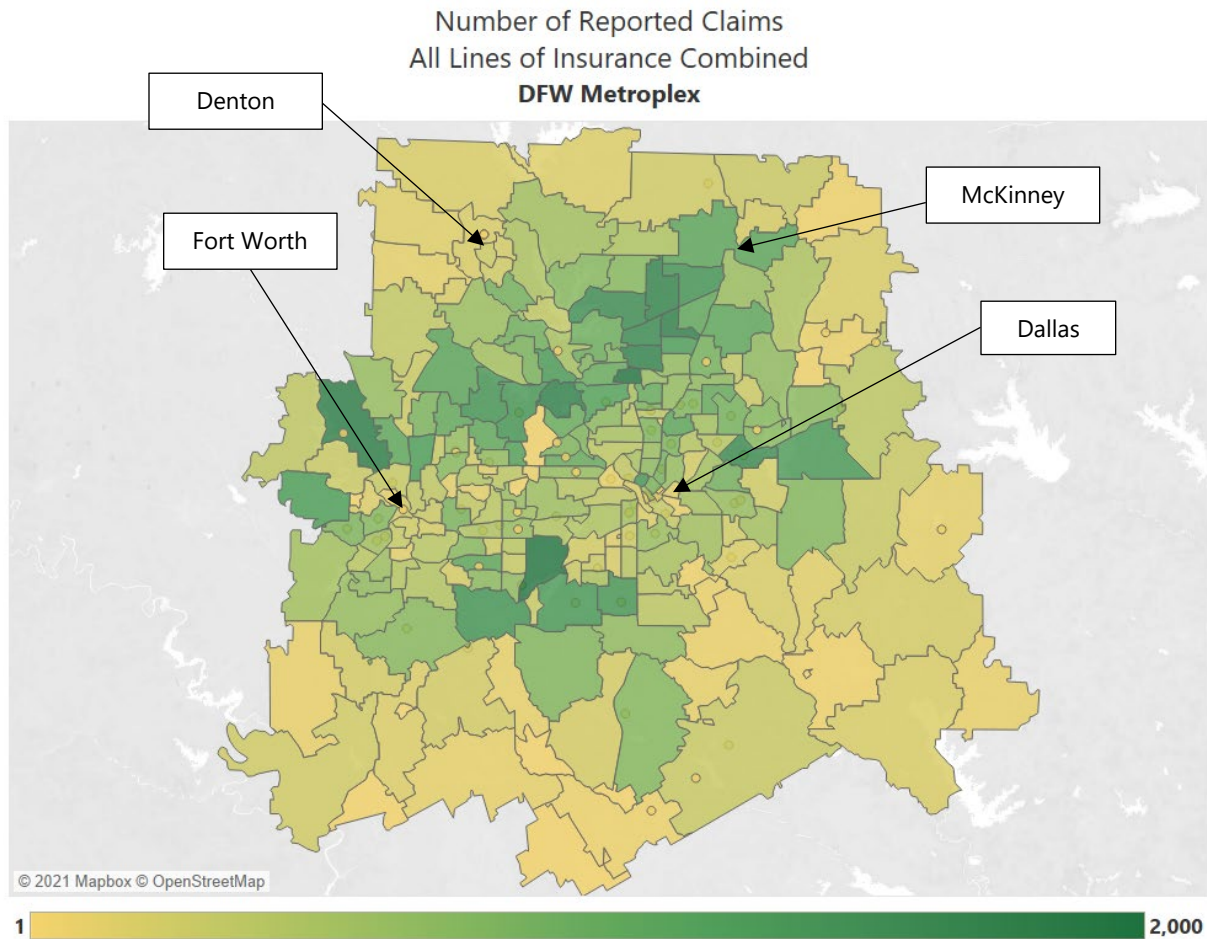 Number of Reported Claims
All Lines of Insurance Combined
DFW Metroplex
Denton
McKinney
Fort Worth
Dallas
© 2021 Mapbox © OpenStreetMap
1
2,000